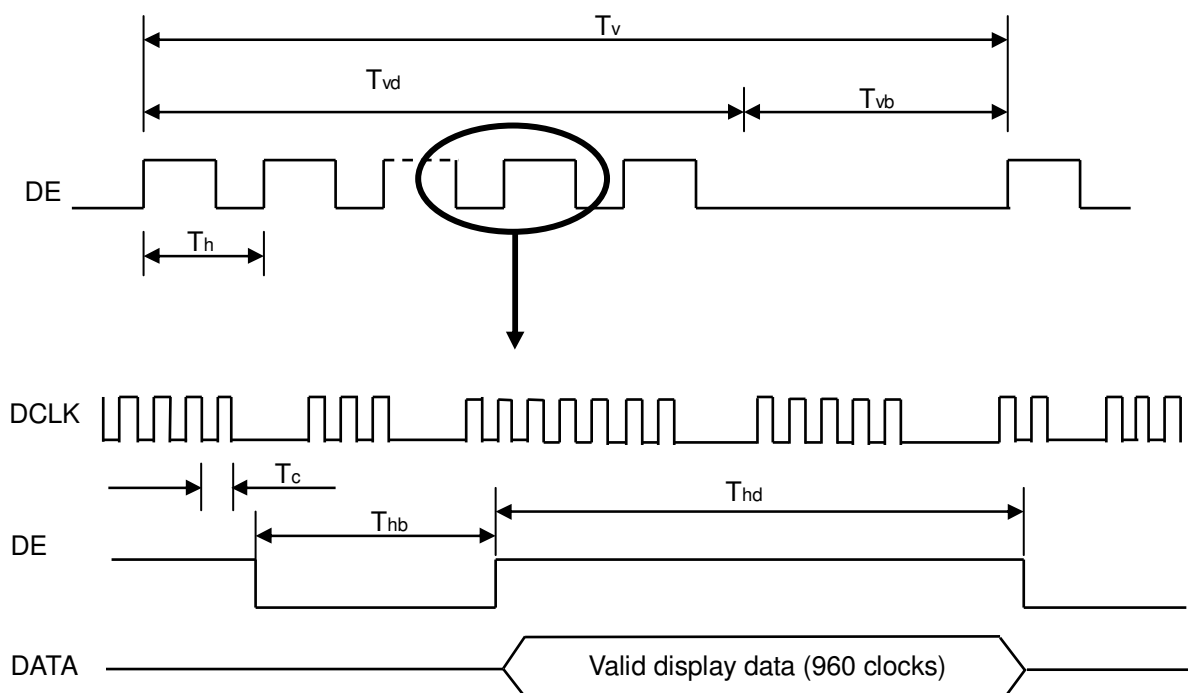 Tv
Tvd
Tvb
DE
Th
DCLK
Tc
Thd
Thb
DE
DATA
Valid display data (960 clocks)